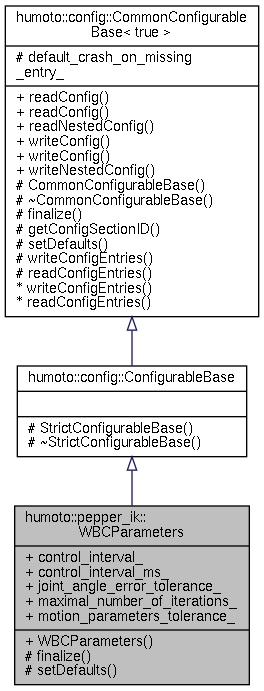 humoto::config::CommonConfigurable
Base< true >
# default_crash_on_missing
_entry_
+ readConfig()
+ readConfig()
+ readNestedConfig()
+ writeConfig()
+ writeConfig()
+ writeNestedConfig()
# CommonConfigurableBase()
# ~CommonConfigurableBase()
# finalize()
# getConfigSectionID()
# setDefaults()
# writeConfigEntries()
# readConfigEntries()
* writeConfigEntries()
* readConfigEntries()
humoto::config::ConfigurableBase
# StrictConfigurableBase()
# ~StrictConfigurableBase()
humoto::pepper_ik::
WBCParameters
+ control_interval_
+ control_interval_ms_
+ joint_angle_error_tolerance_
+ maximal_number_of_iterations_
+ motion_parameters_tolerance_
+ WBCParameters()
# finalize()
# setDefaults()